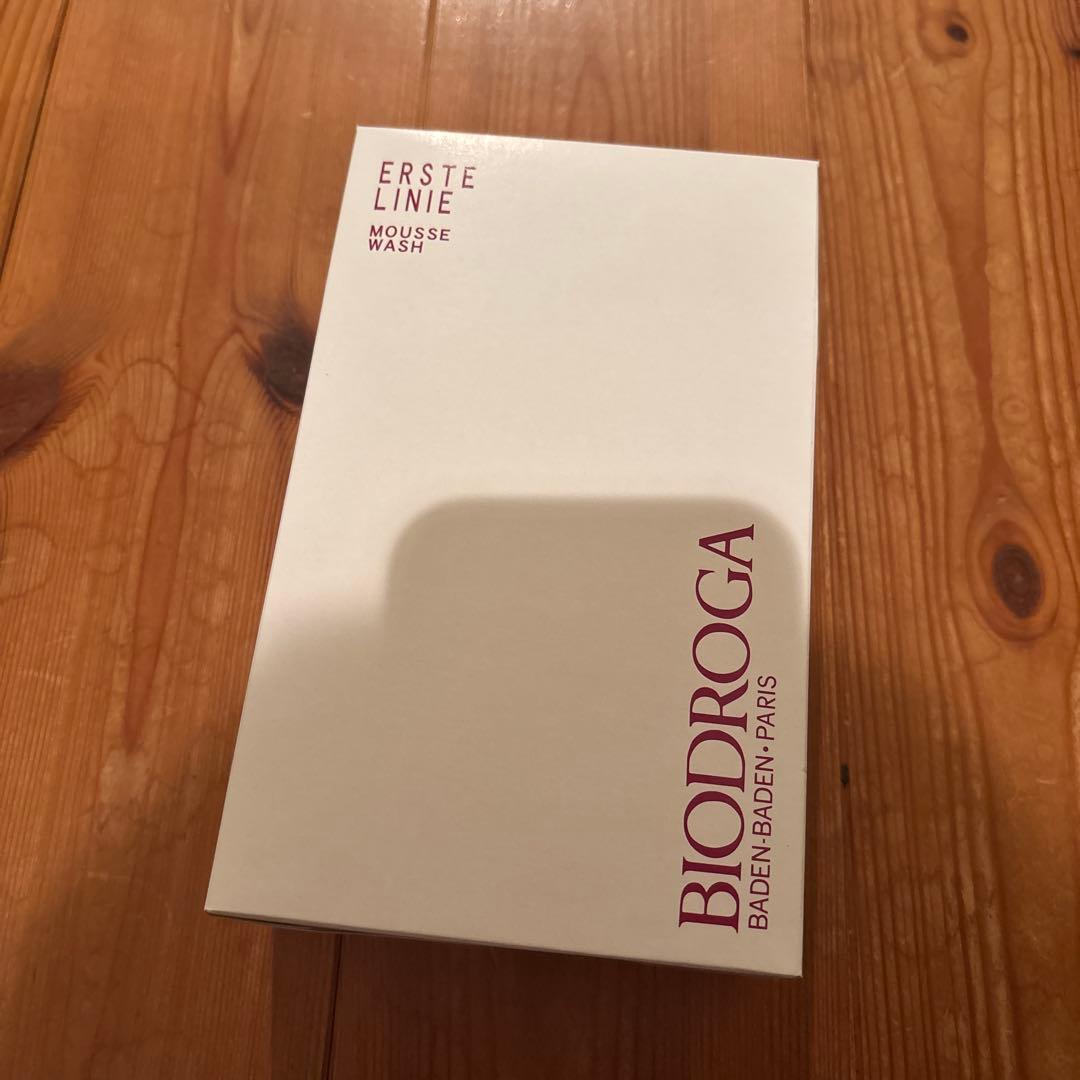 ERSTE
LINIE
MOUSSE
WASH
BIODROGA
BADEN-BADEN • PARIS